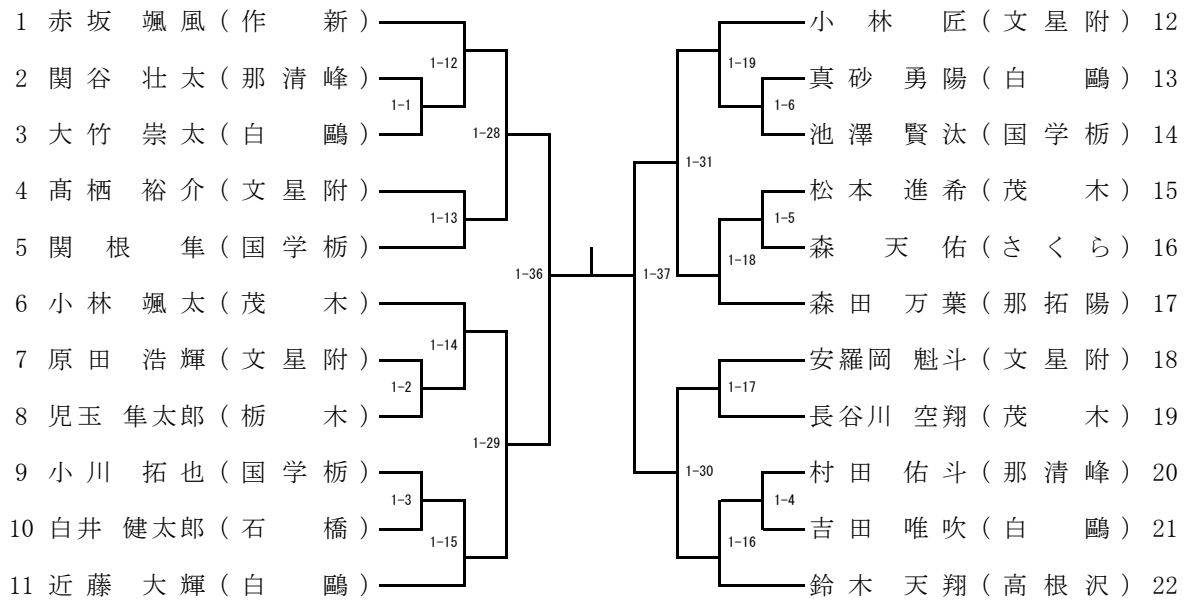 1 赤坂 颯風(作 新)
1-12
2 関谷 壮太(那清峰)
1-1
3 大竹 崇太(白 鷗)
1-28
4 髙栖 裕介(文星附)
1-13
5 関根 隼(国学栃)
1-36
6 小林 颯太(茂 木)
1-14
7 原田 浩輝(文星附)
1-2
8 児玉 隼太郎(栃 木)
1-29
9 小川 拓也(国学栃)
1-3
10 白井 健太郎(石 橋)
1-15
11 近藤 大輝(白 鷗)
小林 匠(文星附) 12
1-19
真砂 勇陽(白 鷗) 13
1-6
池澤 賢汰(国学栃) 14
1-31
松本 進希(茂 木) 15
1-5
森 天佑(さくら) 16
1-18
1-37
森田 万葉(那拓陽) 17
安羅岡 魁斗(文星附) 18
1-17
長谷川 空翔(茂 木) 19
1-30
村田 佑斗(那清峰) 20
1-4
吉田 唯吹(白 鷗) 21
1-16
鈴木 天翔(高根沢) 22